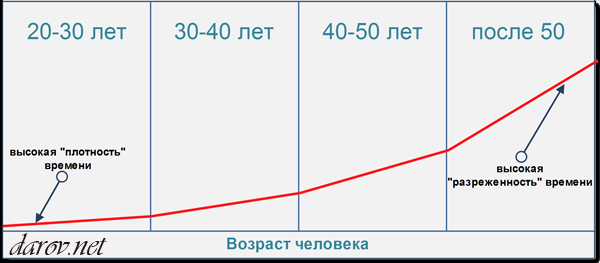 20-30 лет
30-40 лет
40-50 лет
после 50
высокая "плотность"
времени
высокая
"разреженность" времени
Возраст человека
darov.net